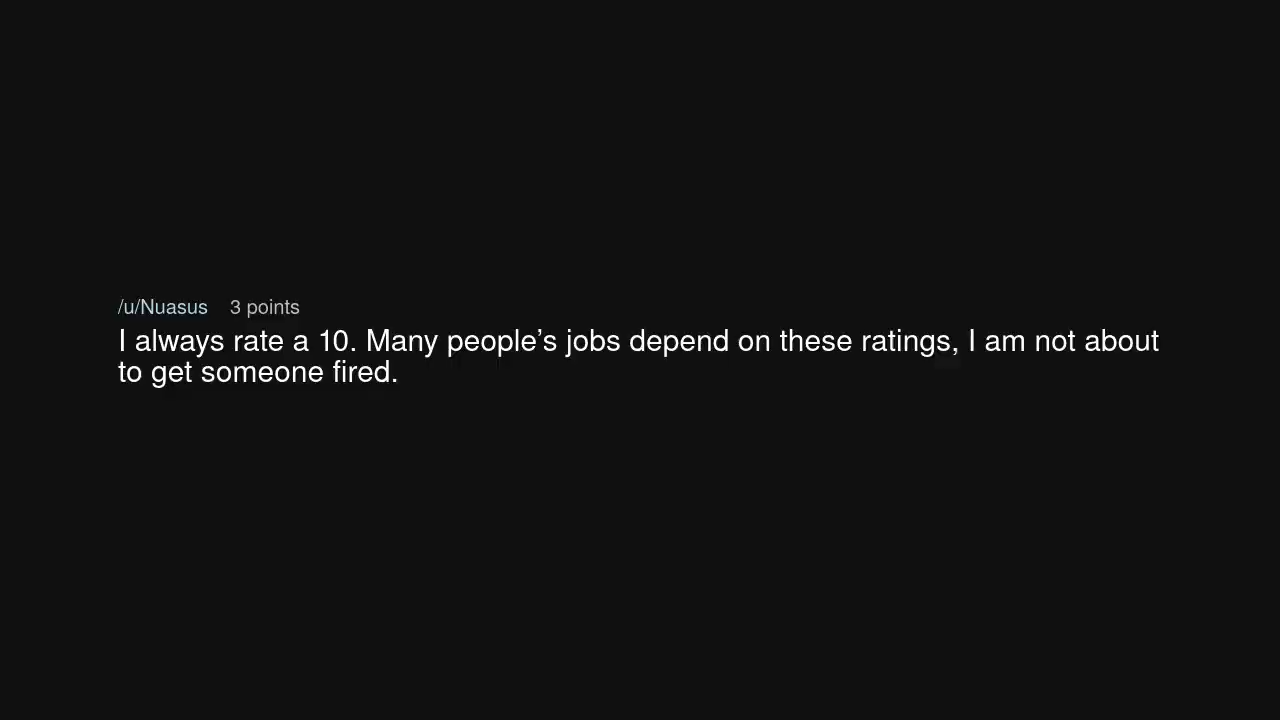 /u/Nuasus 3 points
I always rate a 10. Many people’s jobs depend on these ratings, I am not about
to get someone fired.